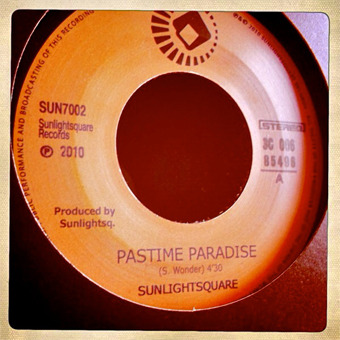 PERFORMANCE AND BROADCASTING OF THIS RECORDING
SUN7002
Sunlightsquare
Records
℗ 2010
STEREO
3C 006
85498
A
Produced by
Sunlightsq.
PASTIME PARADISE
(S. Wonder) 4'30
SUNLIGHTSQUARE